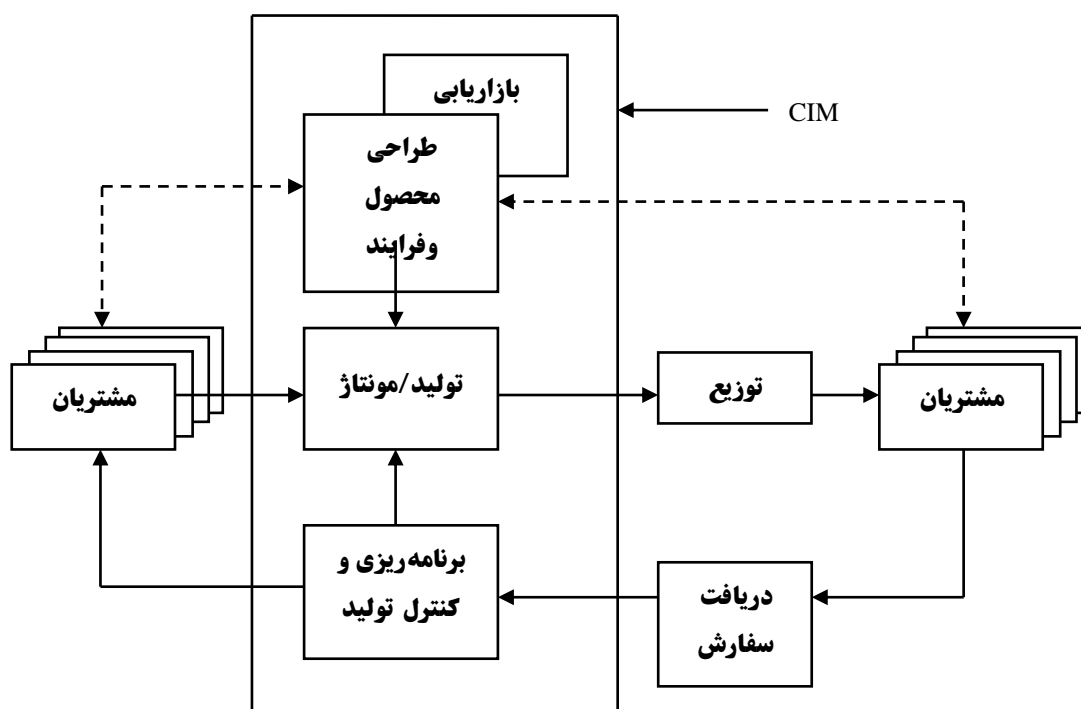 بازاریابی
CIM
طراحی
محصول
وفرایند
مشتریان
تولید/مونتاژ
توزیع
مشتریان
برنامه‌ریزی و
کنترل تولید
دریافت
سفارش